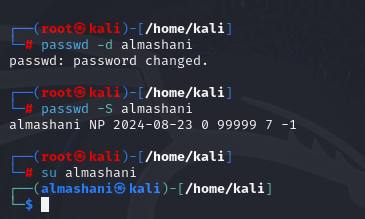 ┌──(root㉿kali)-[/home/kali]
└─# passwd -d almashani
passwd: password changed.
┌──(root㉿kali)-[/home/kali]
└─# passwd -S almashani
almashani NP 2024-08-23 0 99999 7 -1
┌──(root㉿kali)-[/home/kali]
└─# su almashani
┌──(almashani㉿kali)-[/home/kali]
└─$